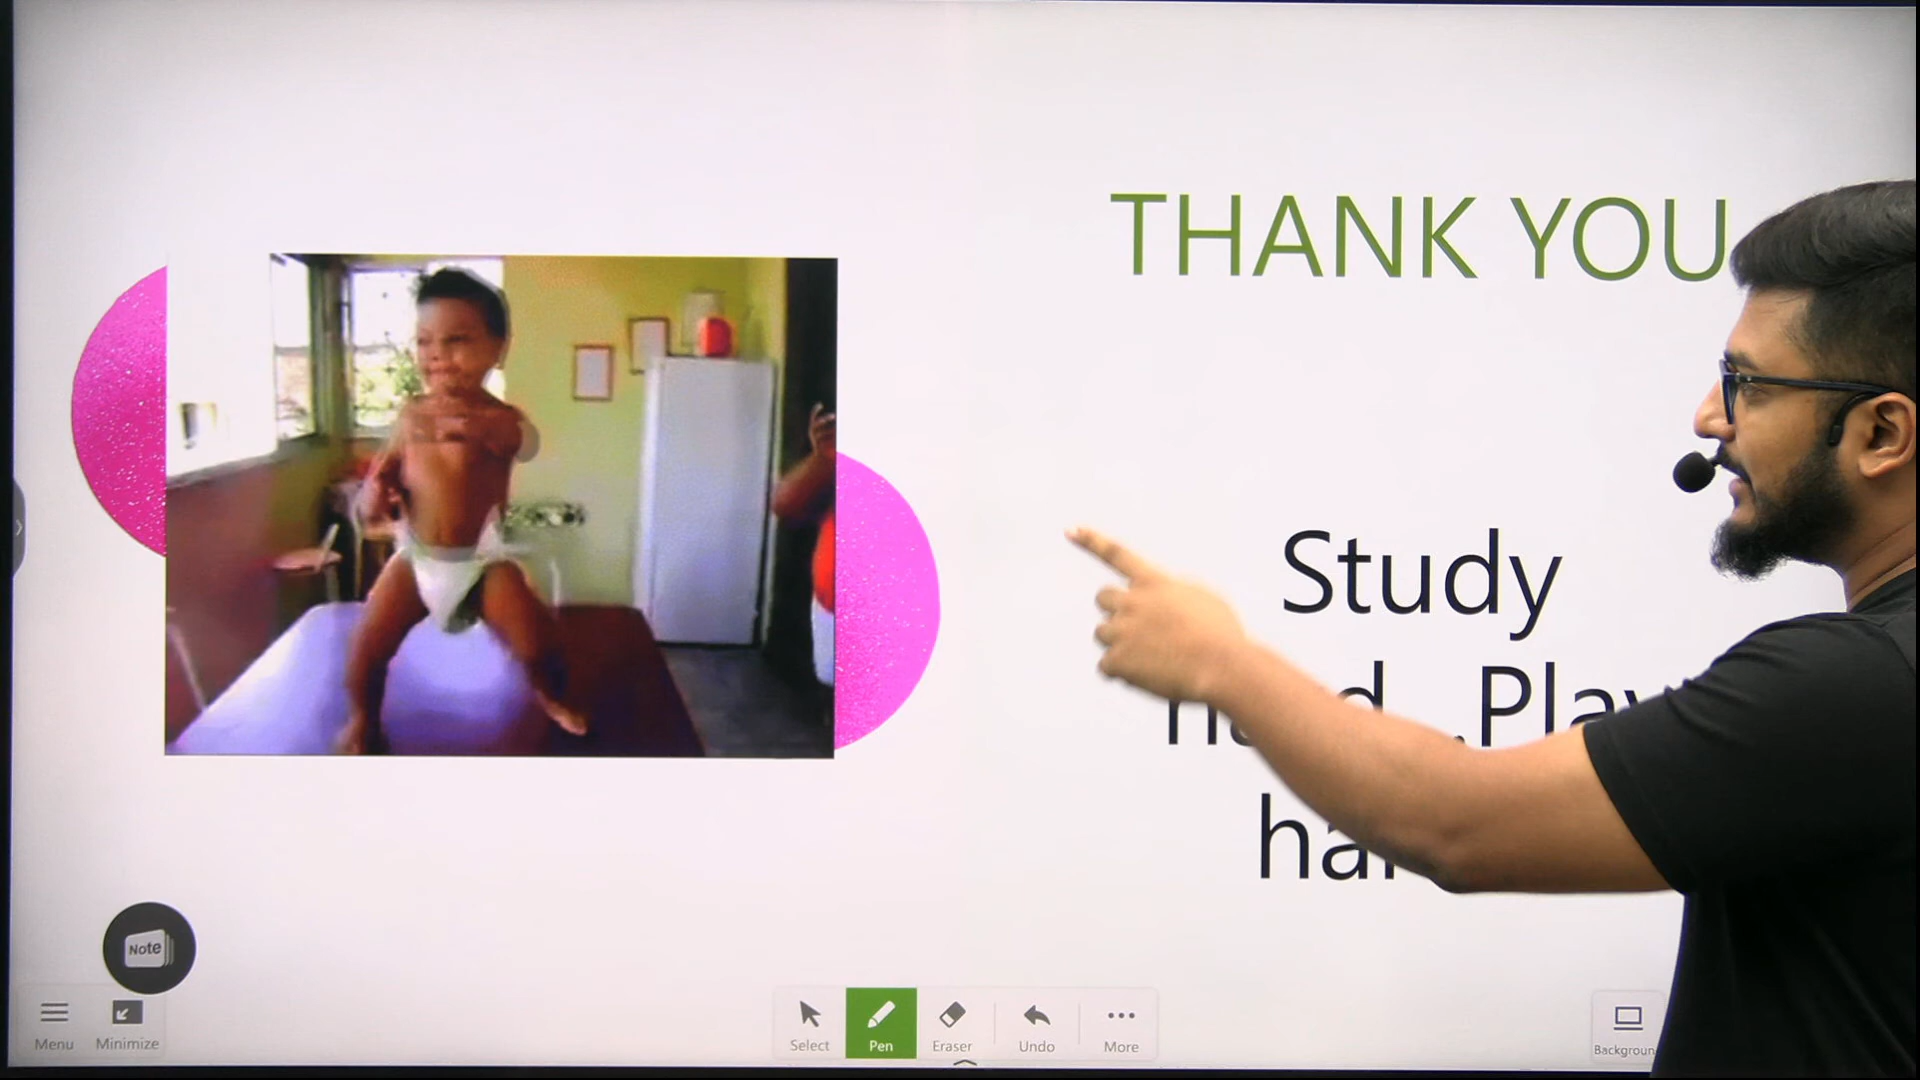 THANK YOU
Study
Play
Note
Menu
Minimize
Select
Pen
Eraser
Undo
More